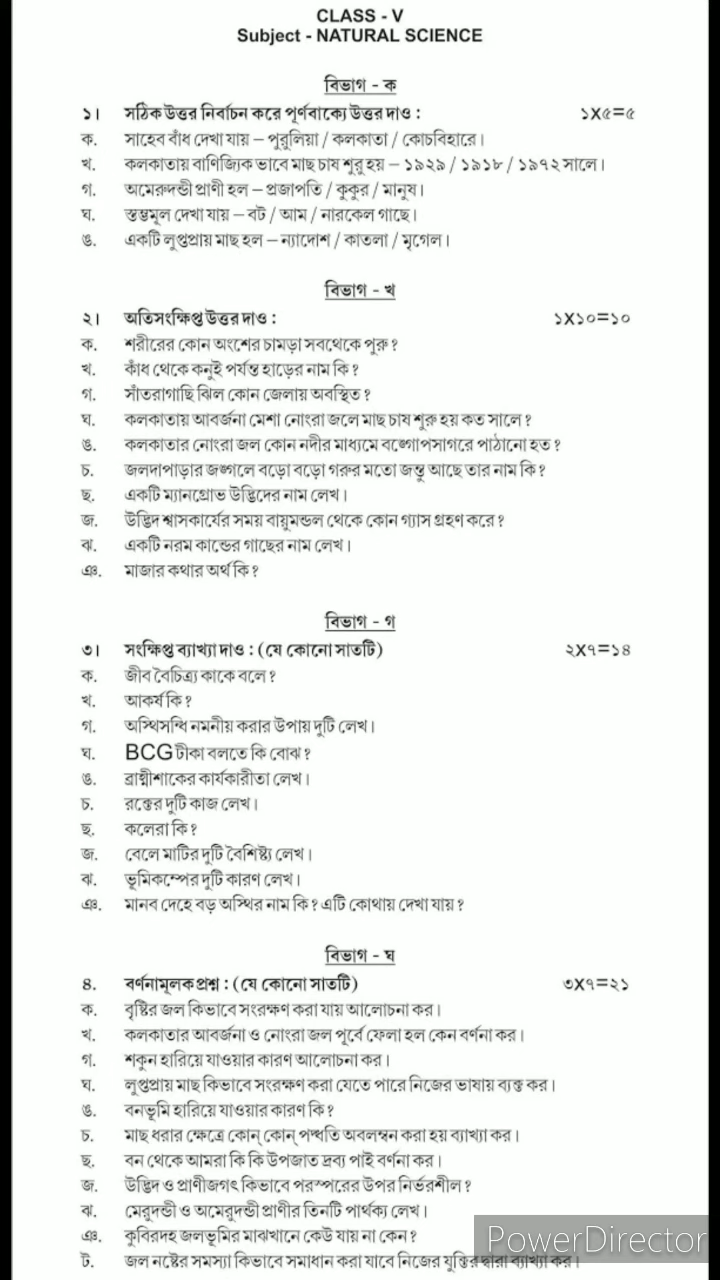 CLASS - V
Subject - NATURAL SCIENCE
বিভাগ - ক
১। সঠিক উত্তর নির্বাচন করে পূর্ণবাক্যে উত্তর দাও : ১X৫=৫
ক. সাহেব বাঁধ দেখা যায় – পুরুলিয়া / কলকাতা / কোচবিহারে।
খ. কলকাতায় বাণিজ্যিক ভাবে মাছ চাষ শুরু হয় – ১৯২৯ / ১৯১৮ / ১৯৭২ সালে।
গ. অমেরুদন্ডী প্রাণী হল – প্রজাপতি / কুকুর / মানুষ।
ঘ. স্তম্ভমূল দেখা যায় – বট / আম / নারকেল গাছে।
ঙ. একটি লুপ্তপ্রায় মাছ হল – ন্যাদোশ / কাতলা / মৃগেল।
বিভাগ - খ
২। অতিসংক্ষিপ্ত উত্তর দাও : ১X১০=১০
ক. শরীরের কোন অংশের চামড়া সবথেকে পুরু ?
খ. কাঁধ থেকে কনুই পর্যন্ত হাড়ের নাম কি ?
গ. সাঁতরাগাছি ঝিল কোন জেলায় অবস্থিত ?
ঘ. কলকাতায় আবর্জনা মেশা নোংরা জলে মাছ চাষ শুরু হয় কত সালে ?
ঙ. কলকাতার নোংরা জল কোন নদীর মাধ্যমে বঙ্গোপসাগরে পাঠানো হত ?
চ. জলদাপাড়ার জঙ্গলে বড়ো বড়ো গরুর মতো জন্তু আছে তার নাম কি ?
ছ. একটি ম্যানগ্রোভ উদ্ভিদের নাম লেখ।
জ. উদ্ভিদ শ্বাসকার্যের সময় বায়ুমন্ডল থেকে কোন গ্যাস গ্রহণ করে ?
ঝ. একটি নরম কান্ডের গাছের নাম লেখ।
ঞ. মাজার কথার অর্থ কি ?
বিভাগ - গ
৩। সংক্ষিপ্ত ব্যাখ্যা দাও : (যে কোনো সাতটি) ২X৭=১৪
ক. জীব বৈচিত্র্য কাকে বলে ?
খ. আকর্ষ কি ?
গ. অস্থিসন্ধি নমনীয় করার উপায় দুটি লেখ।
ঘ. BCG টীকা বলতে কি বোঝ ?
ঙ. ব্রাহ্মীশাকের কার্যকারীতা লেখ।
চ. রক্তের দুটি কাজ লেখ।
ছ. কলেরা কি ?
জ. বেলে মাটির দুটি বৈশিষ্ট্য লেখ।
ঝ. ভূমিকম্পের দুটি কারণ লেখ।
ঞ. মানব দেহে বড় অস্থির নাম কি ? এটি কোথায় দেখা যায় ?
বিভাগ - ঘ
৪. বর্ণনামূলক প্রশ্ন : (যে কোনো সাতটি) ৩X৭=২১
ক. বৃষ্টির জল কিভাবে সংরক্ষণ করা যায় আলোচনা কর।
খ. কলকাতার আবর্জনা ও নোংরা জল পূর্বে ফেলা হল কেন বর্ণনা কর।
গ. শকুন হারিয়ে যাওয়ার কারণ আলোচনা কর।
ঘ. লুপ্তপ্রায় মাছ কিভাবে সংরক্ষণ করা যেতে পারে নিজের ভাষায় ব্যক্ত কর।
ঙ. বনভূমি হারিয়ে যাওয়ার কারণ কি ?
চ. মাছ ধরার ক্ষেত্রে কোন্ কোন্ পদ্ধতি অবলম্বন করা হয় ব্যাখ্যা কর।
ছ. বন থেকে আমরা কি কি উপজাত দ্রব্য পাই বর্ণনা কর।
জ. উদ্ভিদ ও প্রাণীজগৎ কিভাবে পরস্পরের উপর নির্ভরশীল ?
ঝ. মেরুদন্ডী ও অমেরুদন্ডী প্রাণীর তিনটি পার্থক্য লেখ।
ঞ. কুবিরদহ জলভূমির মাঝখানে কেউ যায় না কেন ?
ট. জল নষ্টের সমস্যা কিভাবে সমাধান করা যাবে নিজের যুক্তির দ্বারা ব্যাখ্যা কর।
PowerDirector